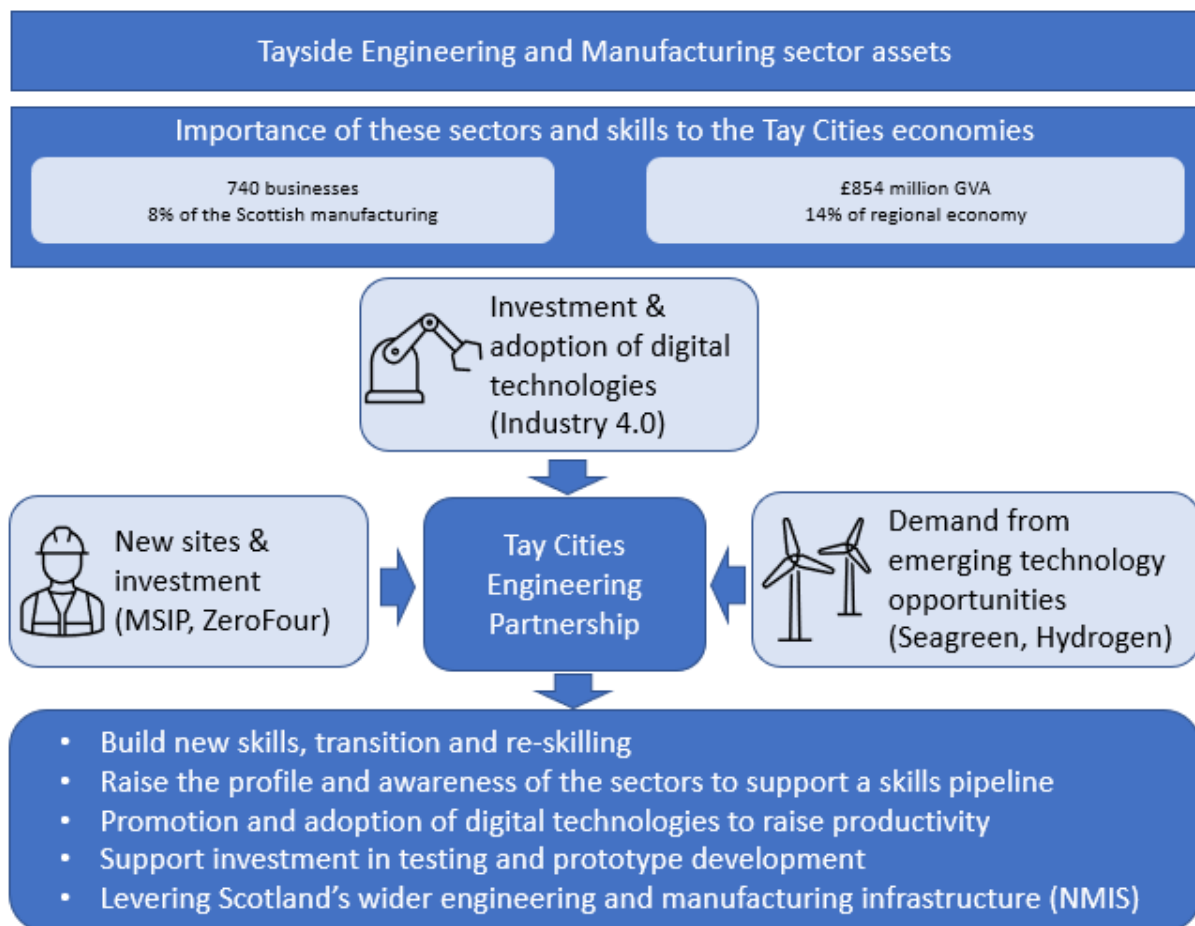 Tayside Engineering and Manufacturing sector assets
Importance of these sectors and skills to the Tay Cities economies
740 businesses
8% of the Scottish manufacturing
£854 million GVA
14% of regional economy
Investment &
adoption of digital
technologies
(Industry 4.0)
New sites &
investment
(MSIP, ZeroFour)
Tay Cities
Engineering
Partnership
Demand from
emerging technology
opportunities
(Seagreen, Hydrogen)
• Build new skills, transition and re-skilling
• Raise the profile and awareness of the sectors to support a skills pipeline
• Promotion and adoption of digital technologies to raise productivity
• Support investment in testing and prototype development
• Levering Scotland’s wider engineering and manufacturing infrastructure (NMIS)